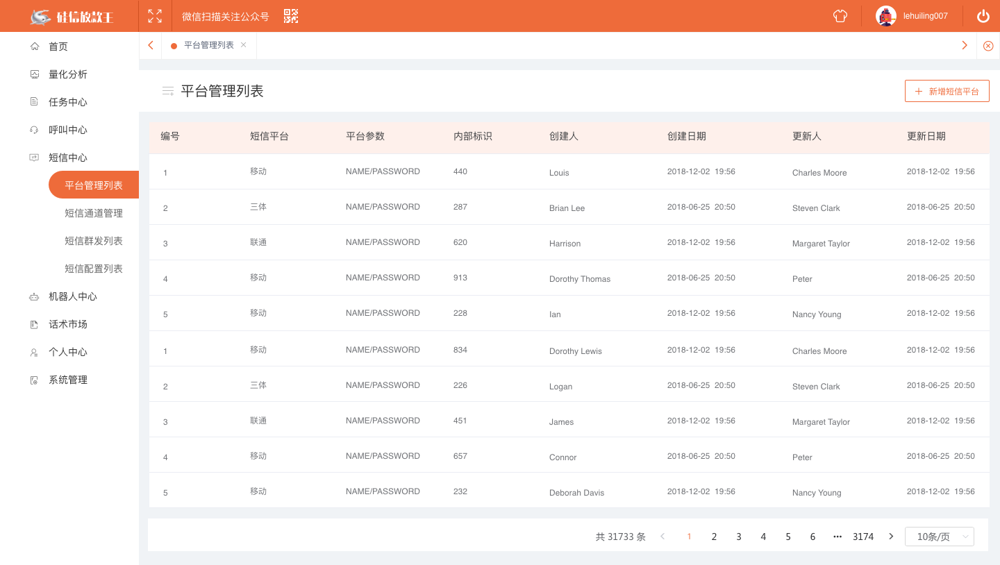 硅信放款王 微信扫描关注公众号 lehuiling007
平台管理列表
首页
量化分析
任务中心
呼叫中心
短信中心
平台管理列表
短信通道管理
短信群发列表
短信配置列表
机器人中心
话术市场
个人中心
系统管理
平台管理列表 新增短信平台
编号 短信平台 平台参数 内部标识 创建人 创建日期 更新人 更新日期
1 移动 NAME/PASSWORD 440 Louis 2018-12-02 19:56 Charles Moore 2018-12-02 19:56
2 三体 NAME/PASSWORD 287 Brian Lee 2018-06-25 20:50 Steven Clark 2018-06-25 20:50
3 联通 NAME/PASSWORD 620 Harrison 2018-12-02 19:56 Margaret Taylor 2018-12-02 19:56
4 移动 NAME/PASSWORD 913 Dorothy Thomas 2018-06-25 20:50 Peter 2018-06-25 20:50
5 移动 NAME/PASSWORD 228 Ian 2018-12-02 19:56 Nancy Young 2018-12-02 19:56
1 移动 NAME/PASSWORD 834 Dorothy Lewis 2018-12-02 19:56 Charles Moore 2018-12-02 19:56
2 三体 NAME/PASSWORD 226 Logan 2018-06-25 20:50 Steven Clark 2018-06-25 20:50
3 联通 NAME/PASSWORD 451 James 2018-12-02 19:56 Margaret Taylor 2018-12-02 19:56
4 移动 NAME/PASSWORD 657 Connor 2018-06-25 20:50 Peter 2018-06-25 20:50
5 移动 NAME/PASSWORD 232 Deborah Davis 2018-12-02 19:56 Nancy Young 2018-12-02 19:56
共 31733 条 1 2 3 4 5 6 ••• 3174 10条/页